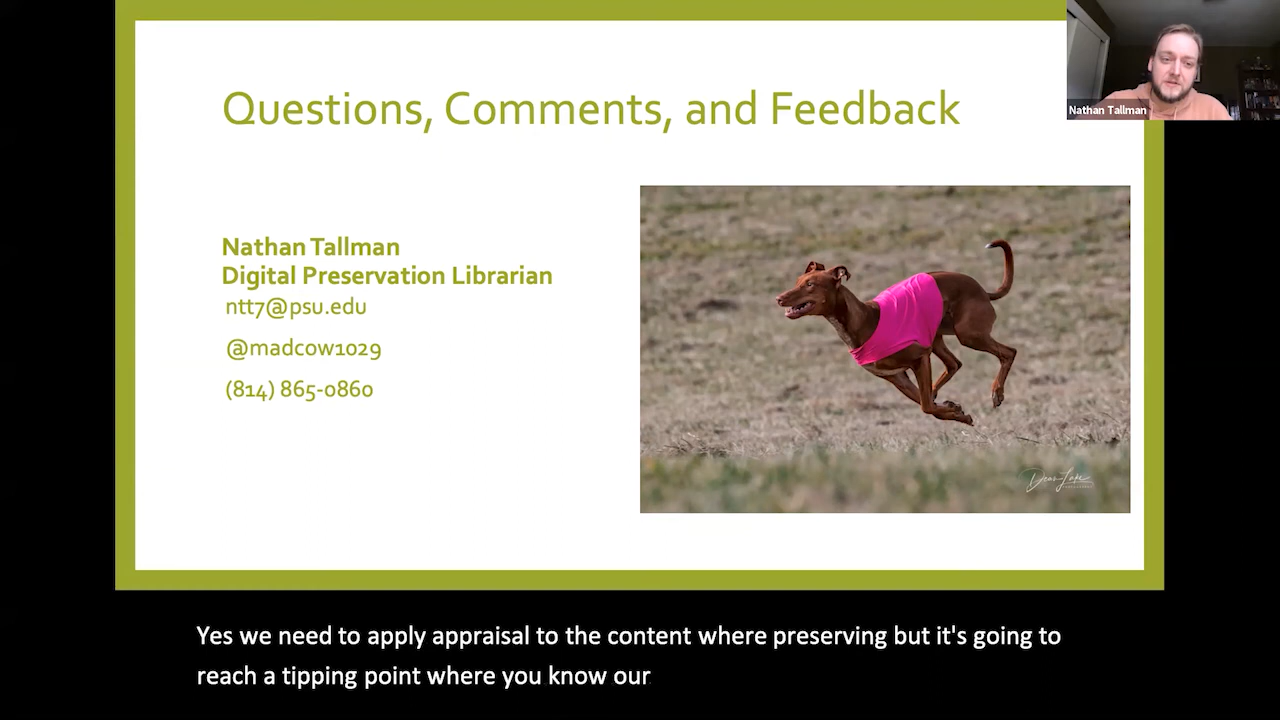 Questions, Comments, and Feedback
Nathan Tallman
Nathan Tallman
Digital Preservation Librarian
ntt7@psu.edu
@madcow1029
(814) 865-0860
Yes we need to apply appraisal to the content where preserving but it's going to
reach a tipping point where you know our